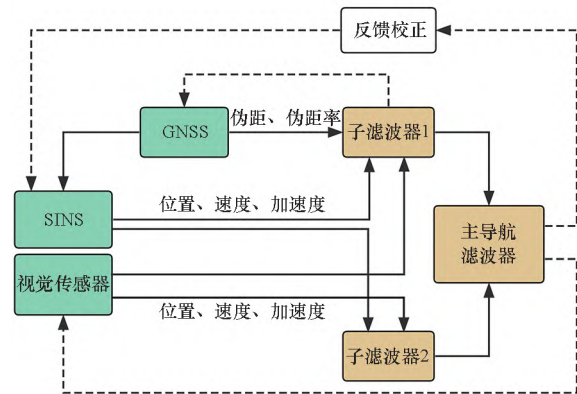 反馈校正
GNSS
伪距、伪距率
子滤波器1
SINS
位置、速度、加速度
主导航
滤波器
视觉传感器
位置、速度、加速度
子滤波器2